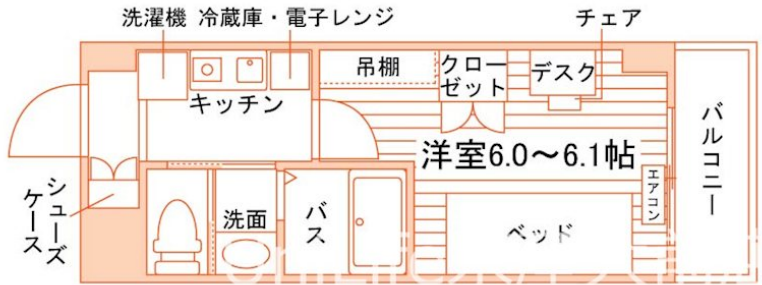 洗濯機 冷蔵庫・電子レンジ
チェア
吊棚
クロー
ゼット
デスク
キッチン
バルコニー
洋室6.0～6.1帖
エアコン
シューズ
ケース
洗面
バス
ベッド